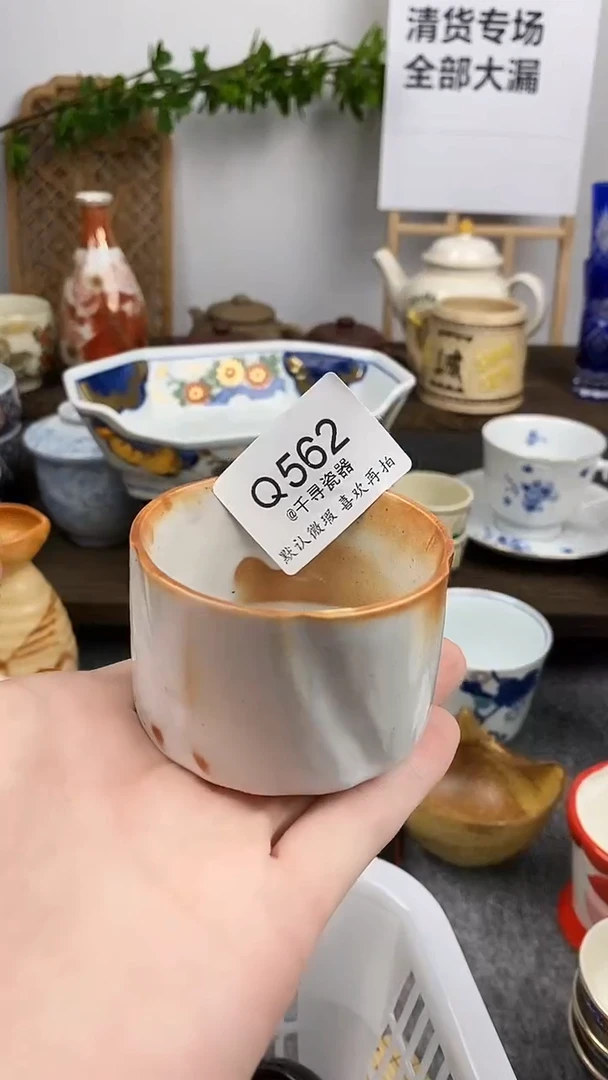 清货专场
全部大漏
Q562
@千寻瓷器
默认微瑕 喜欢再拍